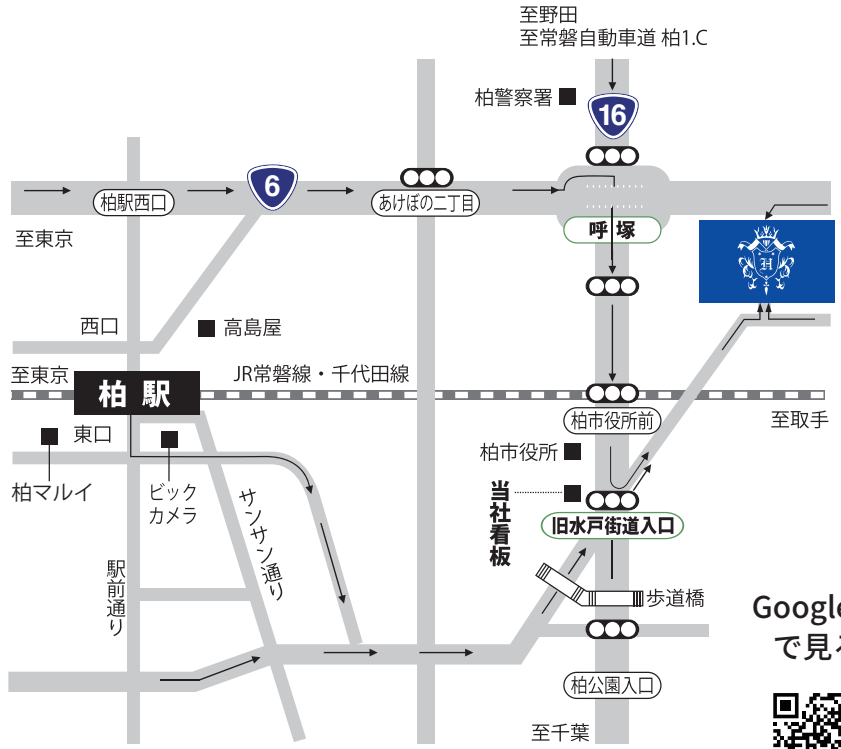 至野田
至常磐自動車道 柏1.C
柏警察署
16
6
柏駅西口
あけぼの二丁目
至東京
呼塚
H
西口
高島屋
至東京
柏駅
JR常磐線・千代田線
柏市役所前
至取手
東口
柏市役所
柏マルイ
ビック
カメラ
サンサン通り
当社看板
旧水戸街道入口
駅前通り
歩道橋
Google
で見
柏公園入口
至千葉